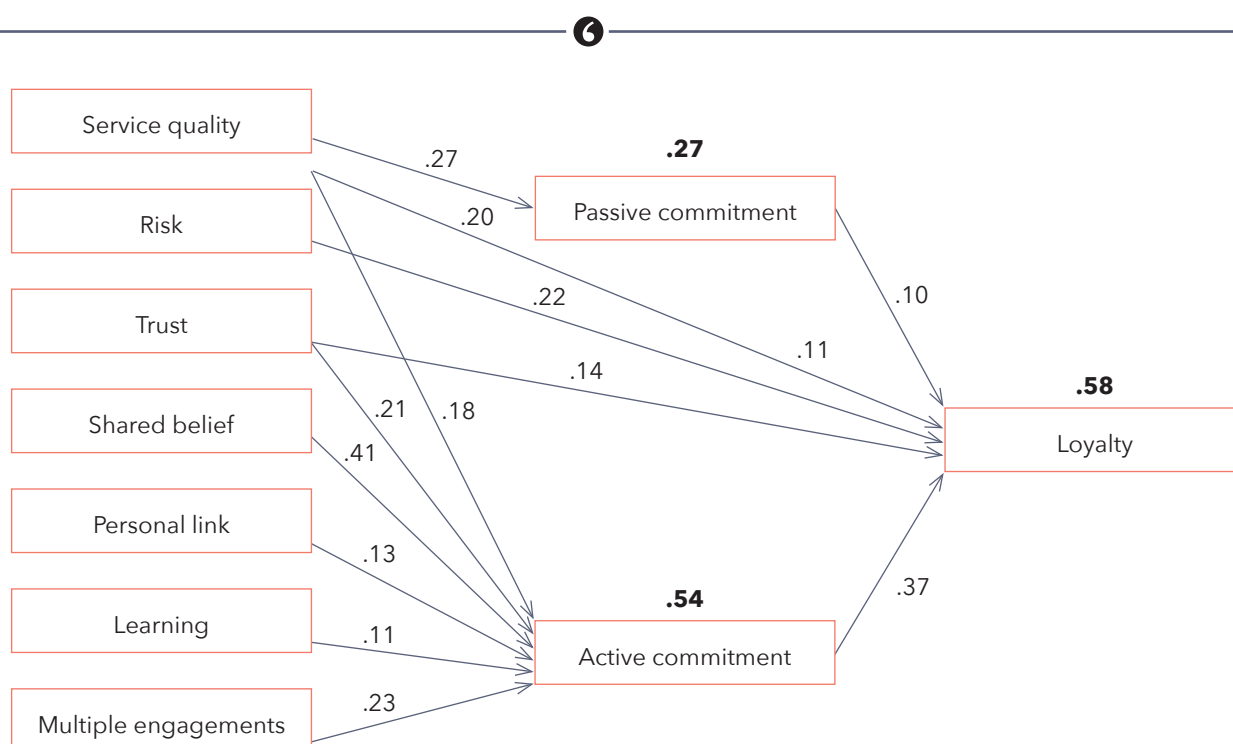 6
Service quality
.27
.27
Passive commitment
.20
Risk
.22
.10
Trust
.11
.14
.58
.21
.18
Shared belief
Loyalty
.41
Personal link
.13
.37
.54
Learning
.11
Active commitment
.23
Multiple engagements